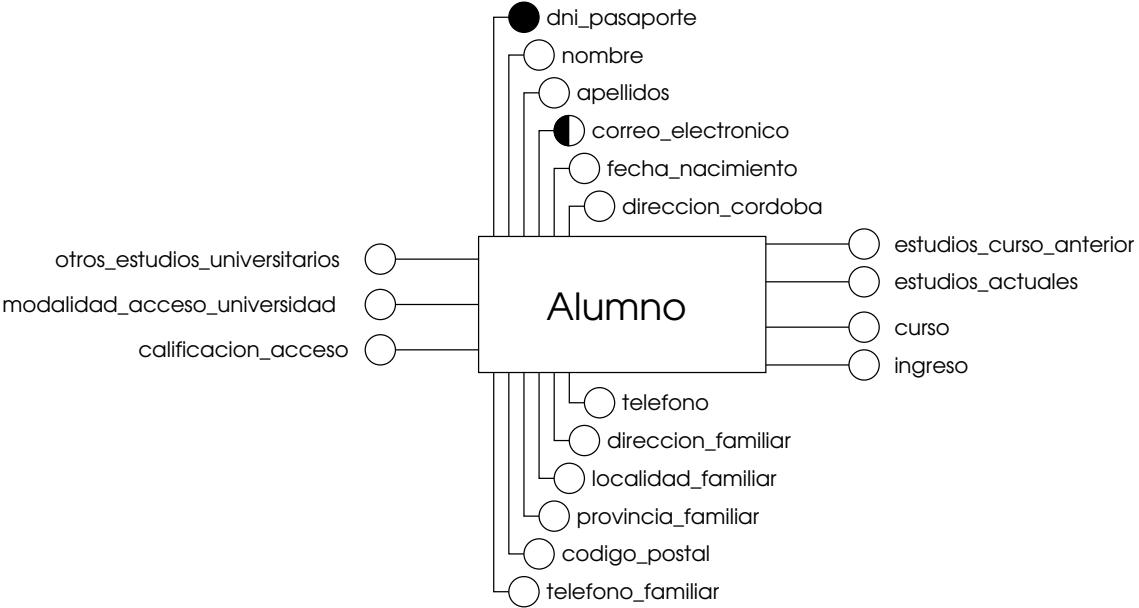 dni_pasaporte
nombre
apellidos
correo_electronico
fecha_nacimiento
direccion_cordoba
otros_estudios_universitarios
modalidad_acceso_universidad
calificacion_acceso
Alumno
estudios_curso_anterior
estudios_actuales
curso
ingreso
telefono
direccion_familiar
localidad_familiar
provincia_familiar
codigo_postal
telefono_familiar